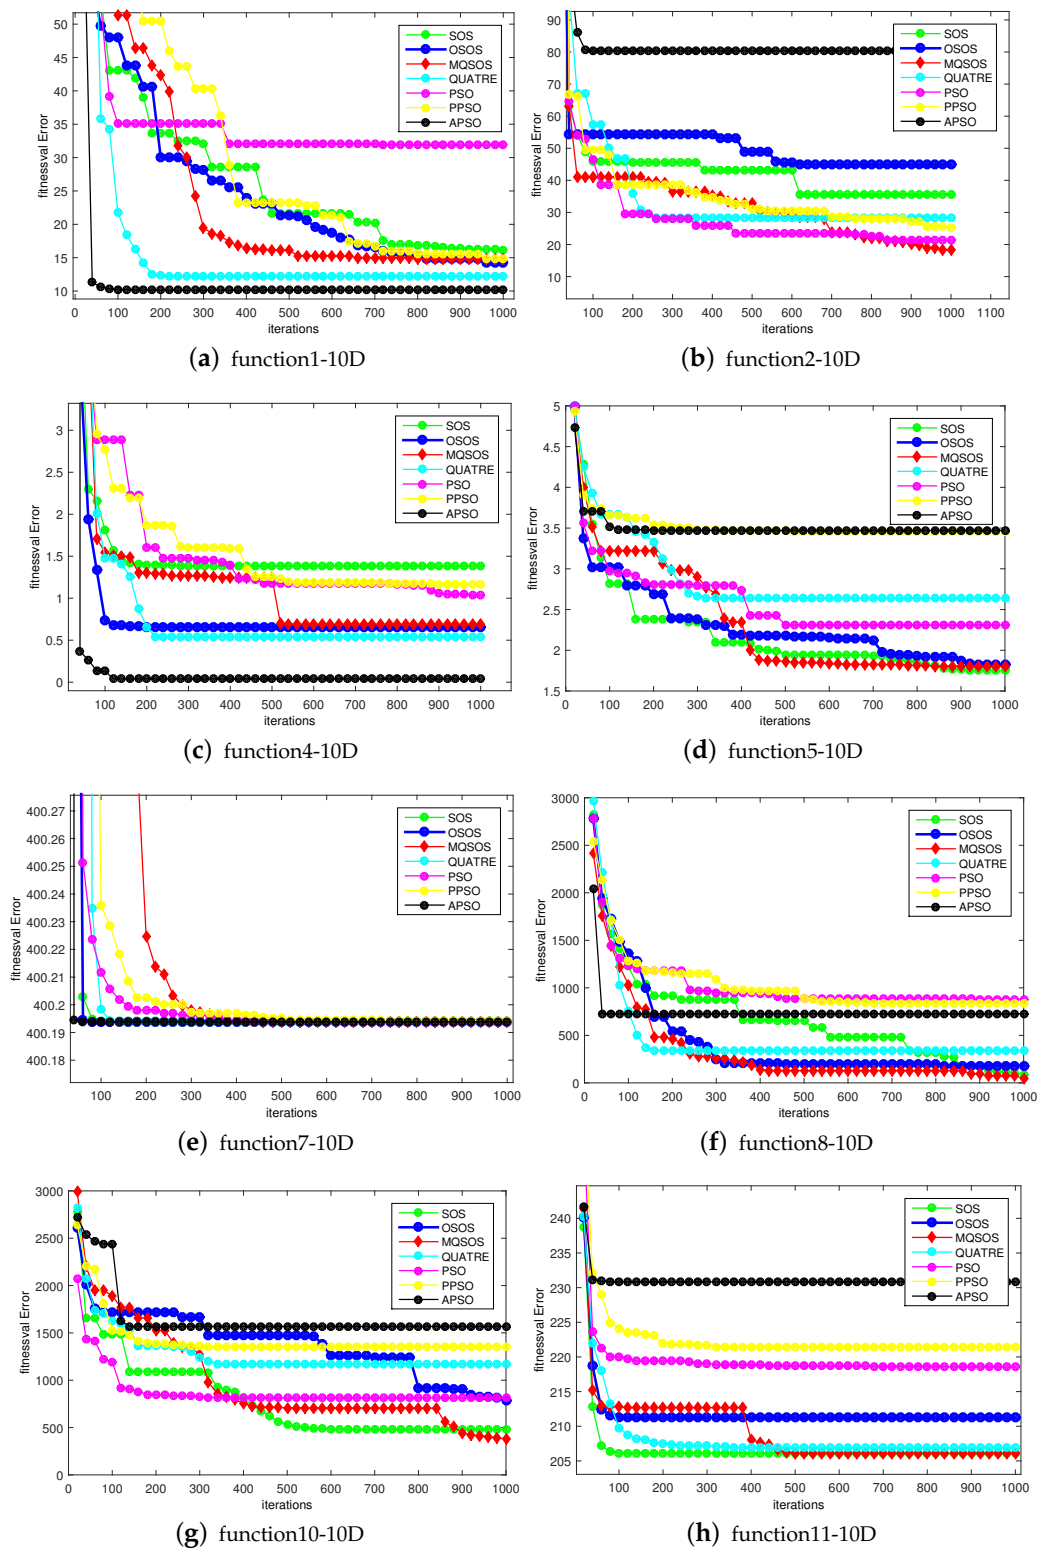 50
45
40
35
30
25
20
15
10
fitnessval Error
SOS
OSOS
MQSOS
QUATRE
PSO
PPSO
APSO
0 100 200 300 400 500 600 700 800 900 1000
iterations
(a) function1-10D
90
80
70
60
50
40
30
20
10
fitnessval Error
SOS
OSOS
MQSOS
QUATRE
PSO
PPSO
APSO
100 200 300 400 500 600 700 800 900 1000 1100
iterations
(b) function2-10D
3
2.5
2
1.5
1
0.5
0
fitnessval Error
SOS
OSOS
MQSOS
QUATRE
PSO
PPSO
APSO
100 200 300 400 500 600 700 800 900 1000
iterations
(c) function4-10D
5
4.5
4
3.5
3
2.5
2
1.5
fitnessval Error
SOS
OSOS
MQSOS
QUATRE
PSO
PPSO
APSO
0 100 200 300 400 500 600 700 800 900 1000
iterations
(d) function5-10D
400.27
400.26
400.25
400.24
400.23
400.22
400.21
400.2
400.19
400.18
fitnessval Error
SOS
OSOS
MQSOS
QUATRE
PSO
PPSO
APSO
100 200 300 400 500 600 700 800 900 1000
iterations
(e) function7-10D
3000
2500
2000
1500
1000
500
0
fitnessval Error
SOS
OSOS
MQSOS
QUATRE
PSO
PPSO
APSO
0 100 200 300 400 500 600 700 800 900 1000
iterations
(f) function8-10D
3000
2500
2000
1500
1000
500
0
fitnessval Error
SOS
OSOS
MQSOS
QUATRE
PSO
PPSO
APSO
0 100 200 300 400 500 600 700 800 900 1000
iterations
(g) function10-10D
240
235
230
225
220
215
210
205
fitnessval Error
SOS
OSOS
MQSOS
QUATRE
PSO
PPSO
APSO
100 200 300 400 500 600 700 800 900 1000
iterations
(h) function11-10D